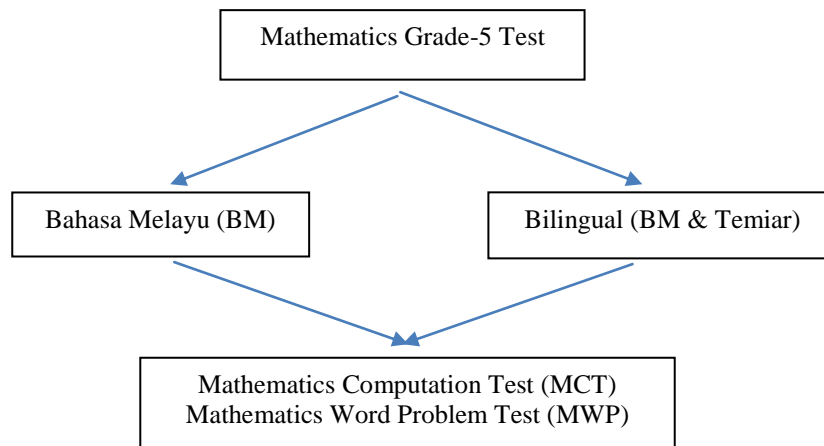 Mathematics Grade-5 Test
Bahasa Melayu (BM)
Bilingual (BM & Temiar)
Mathematics Computation Test (MCT)
Mathematics Word Problem Test (MWP)